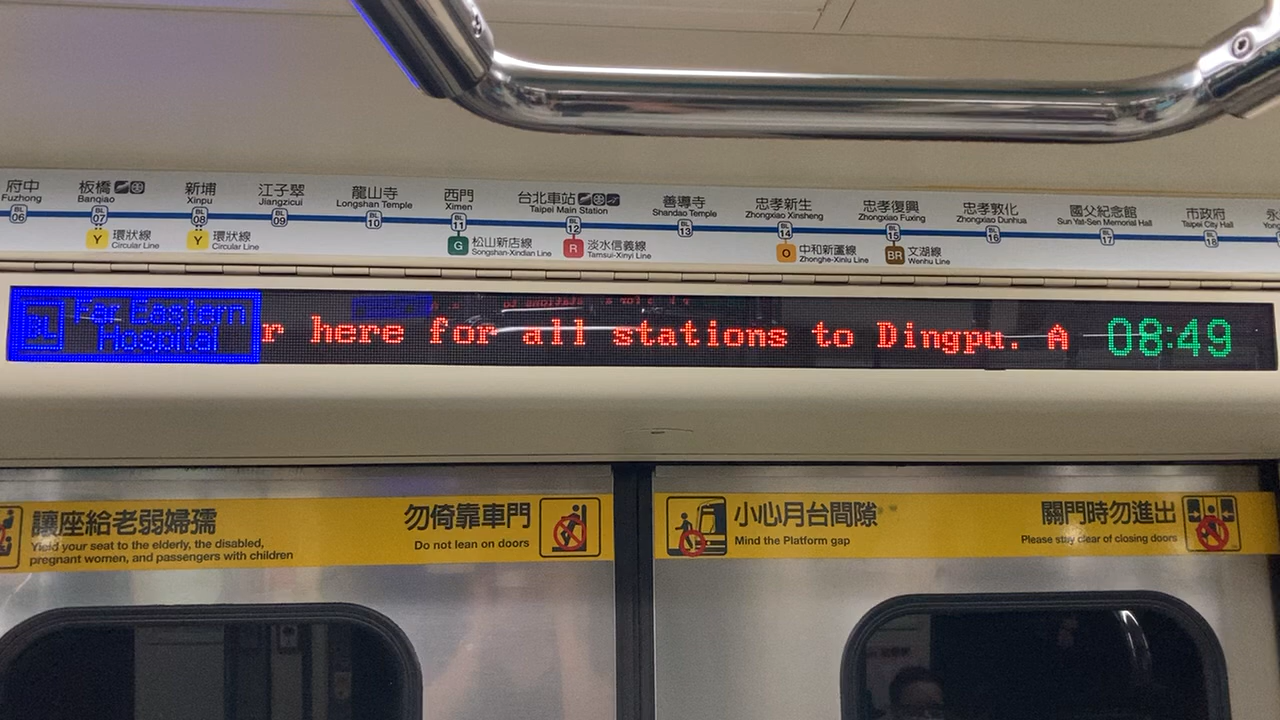 府中 板橋 新埔 江子翠 龍山寺 西門 台北車站 善導寺 忠孝新生 忠孝復興 忠孝敦化 國父紀念館 市政府 永
Fuzhong Banqiao Xinpu Jiangzicui Longshan Temple Ximen Taipei Main Station Shandao Temple Zhongxiao Xinsheng Zhongxiao Fuxing Zhongxiao Dunhua Sun Yat-Sen Memorial Hall Taipei City Hall Yo
BL 06 BL 07 BL 08 BL 09 BL 10 BL 11 BL 12 BL 13 BL 14 BL 15 BL 16 BL 17 BL 18
Y 環狀線 Y 環狀線 G 松山新店線 R 淡水信義線 O 中和新蘆線 BR 文湖線
Circular Line Circular Line Songshan-Xindian Line Tamsui-Xinyi Line Zhonghe-Xinlu Line Wenhu Line
BL Far Eastern
Hospital
r here for all stations to Dingpu. A
08:49
讓座給老弱婦孺
Yield your seat to the elderly, the disabled,
pregnant women, and passengers with children
勿倚靠車門
Do not lean on doors
小心月台間隙
Mind the Platform gap
關門時勿進出
Please stay clear of closing doors